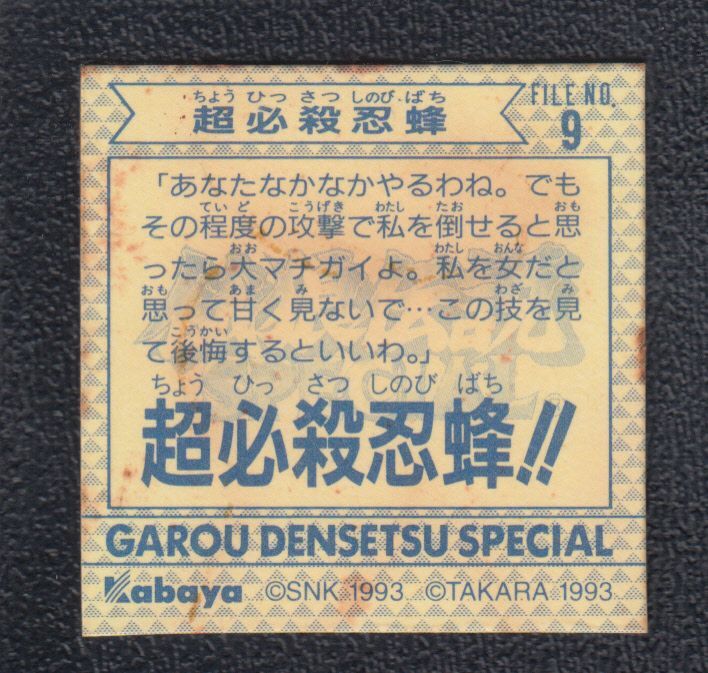 ちょう ひつ さつ しのび ばち
超必殺忍蜂
FILE NO.
9
「あなたなかなかやるわね。でも
ていど こうげき わたし たお おも
その程度の攻撃で私を倒せると思
おお わたし おんな
ったら大マチガイよ。私を女だと
おも あま み わざ み
思って甘く見ないで…この技を見
こうかい
て後悔するといいわ。」
ちょう ひっ さつ しのび ばち
超必殺忍蜂!!
GAROU DENSETSU SPECIAL
Kabaya ©SNK 1993 ©TAKARA 1993